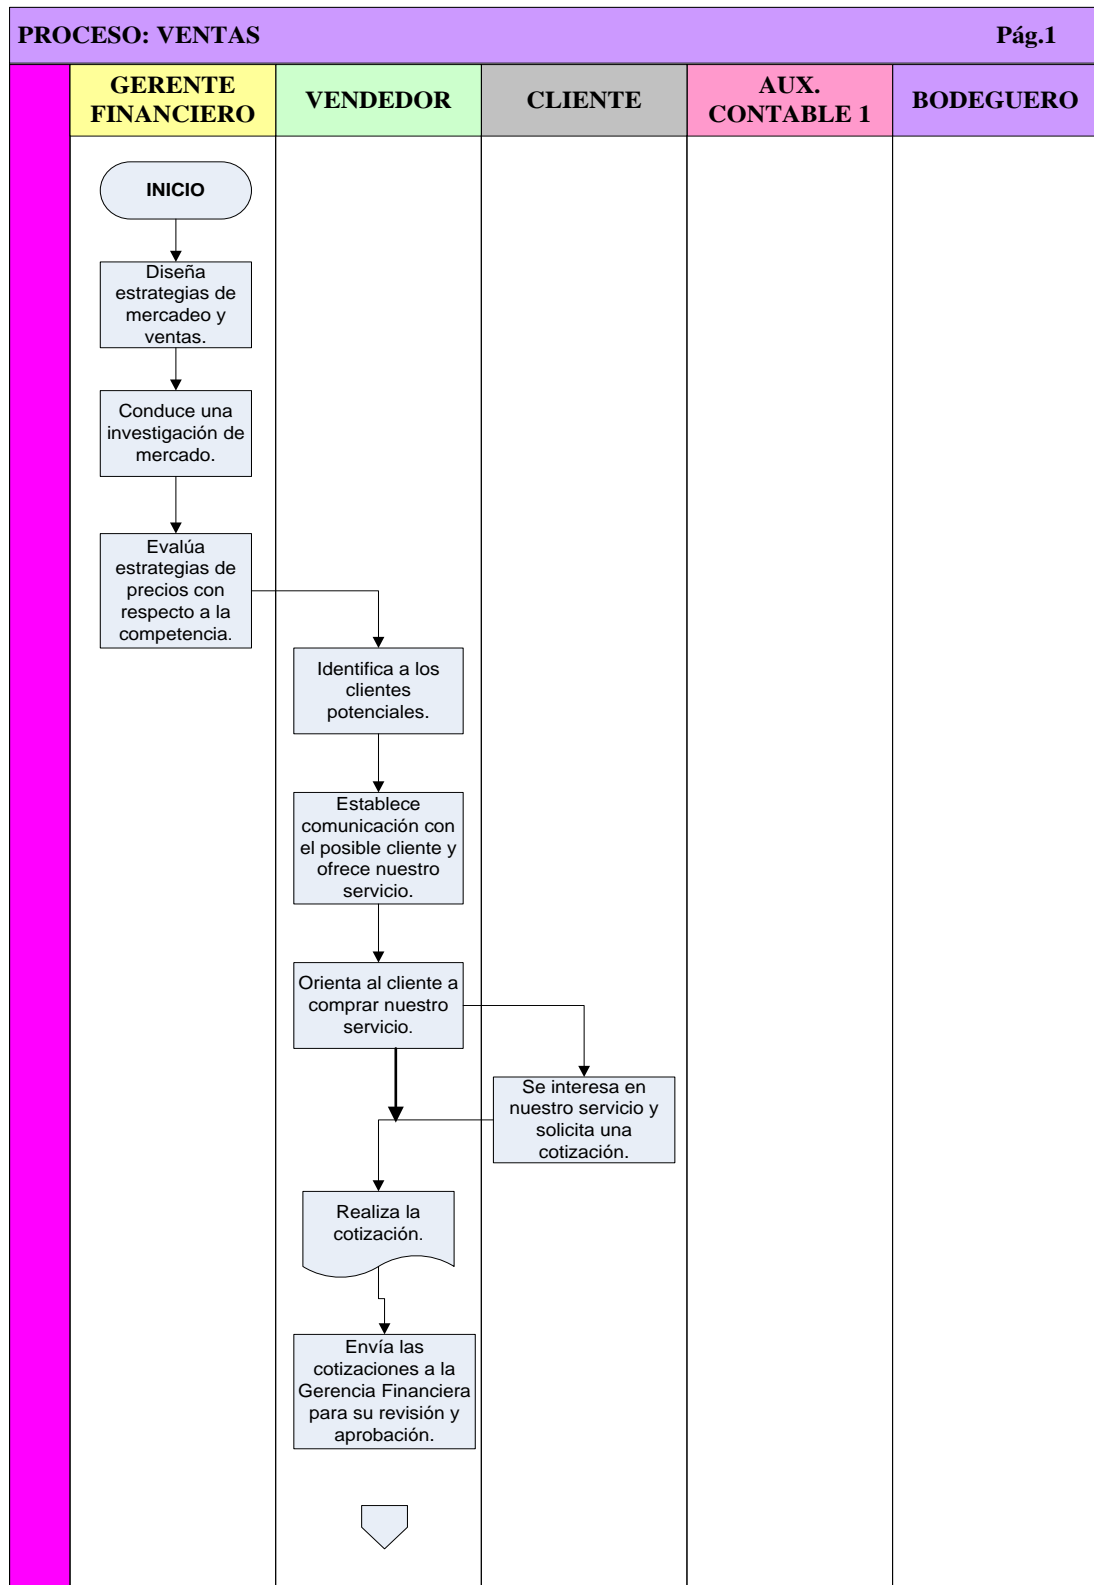 PROCESO: VENTAS Pág.1
GERENTE
FINANCIERO
VENDEDOR
CLIENTE
AUX.
CONTABLE 1
BODEGUERO
INICIO
Diseña
estrategias de
mercadeo y
ventas.
Conduce una
investigación de
mercado.
Evalúa
estrategias de
precios con
respecto a la
competencia.
Identifica a los
clientes
potenciales.
Establece
comunicación con
el posible cliente y
ofrece nuestro
servicio.
Orienta al cliente a
comprar nuestro
servicio.
Se interesa en
nuestro servicio y
solicita una
cotización.
Realiza la
cotización.
Envía las
cotizaciones a la
Gerencia Financiera
para su revisión y
aprobación.